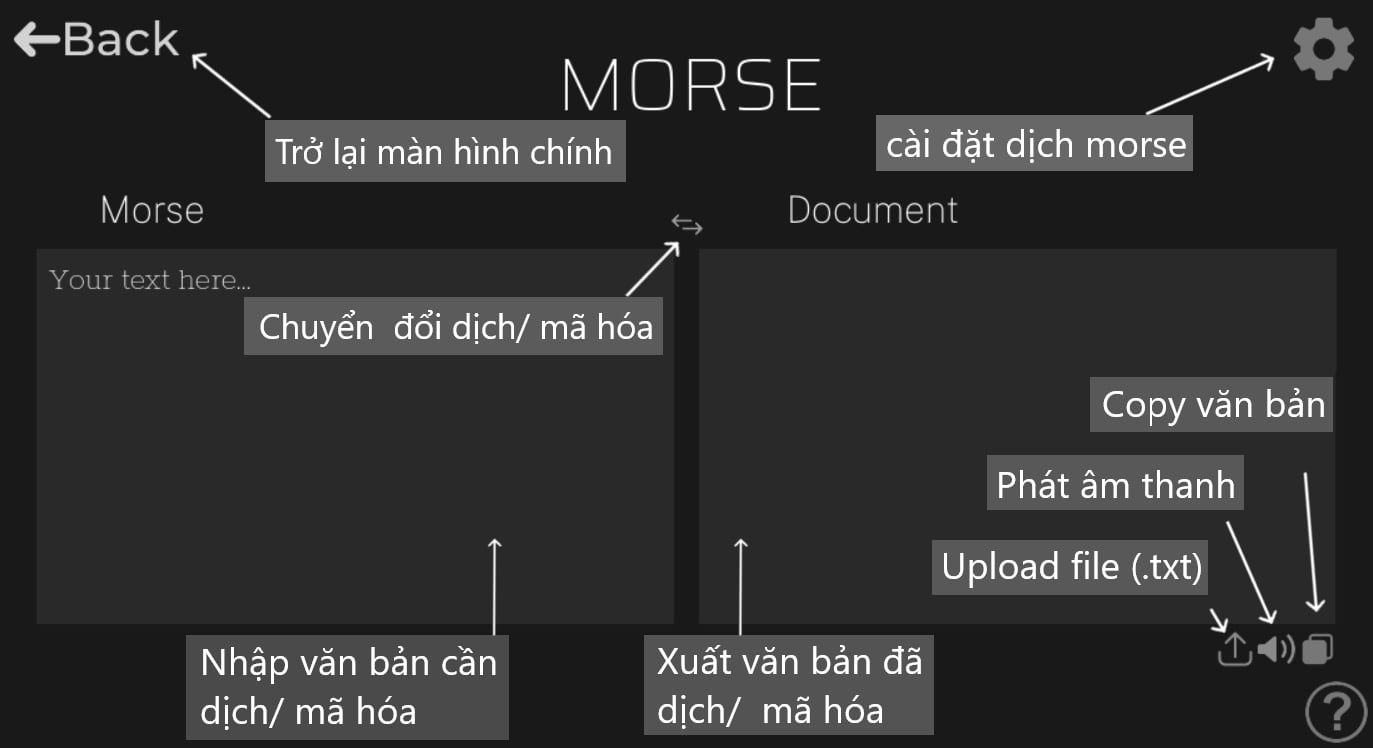 Back
MORSE
Trở lại màn hình chính
cài đặt dịch morse
Morse
Document
Your text here...
Chuyển đổi dịch/ mã hóa
Copy văn bản
Phát âm thanh
Upload file (.txt)
Nhập văn bản cần
dịch/ mã hóa
Xuất văn bản đã
dịch/ mã hóa
?